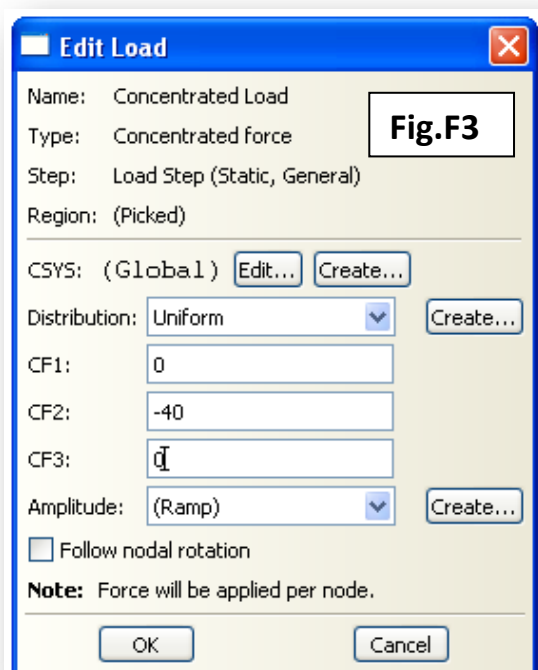 Edit Load
Name: Concentrated Load
Fig.F3
Type: Concentrated force
Step: Load Step (Static, General)
Region: (Picked)
CSYS: (Global) Edit... Create...
Distribution: Uniform Create...
CF1: 0
CF2: -40
CF3: 0
Amplitude: (Ramp) Create...
Follow nodal rotation
Note: Force will be applied per node.
OK Cancel